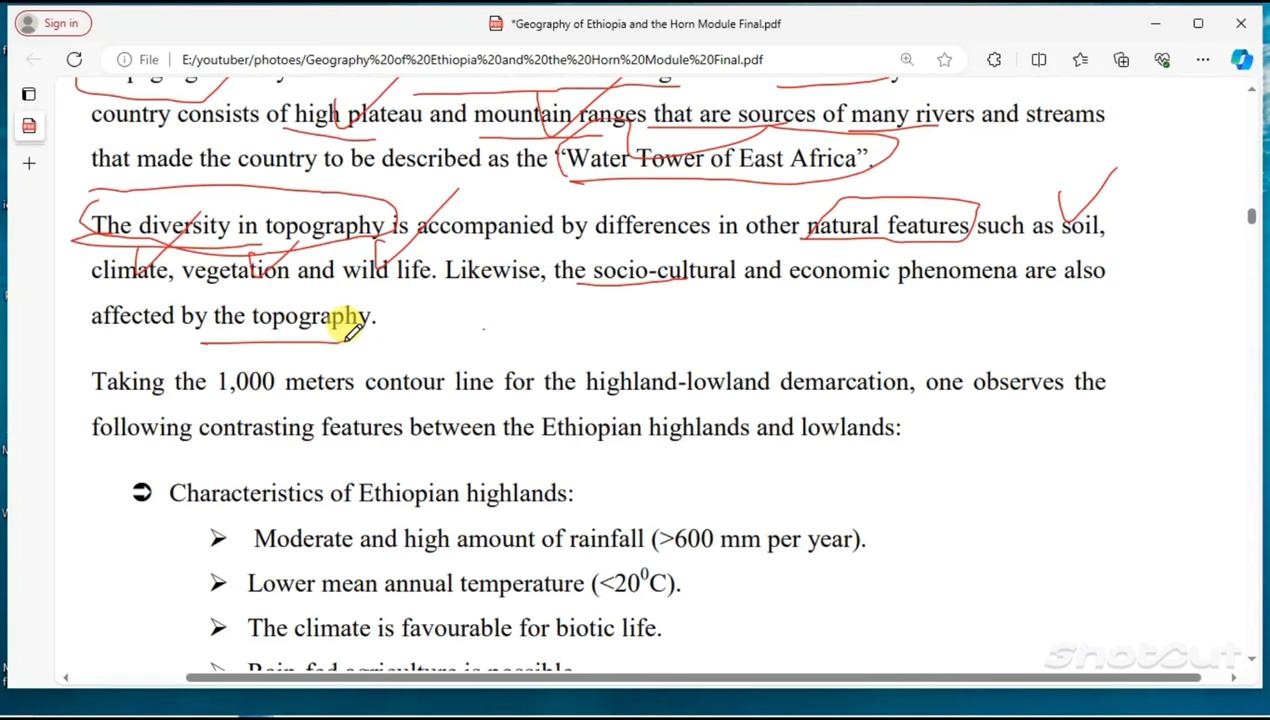 Sign in
*Geography of Ethiopia and the Horn Module Final.pdf
File E:/youtuber/photoes/Geography%20of%20Ethiopia%20and%20the%20Horn%20Module%20Final.pdf
country consists of high plateau and mountain ranges that are sources of many rivers and streams
that made the country to be described as the “Water Tower of East Africa”.
The diversity in topography is accompanied by differences in other natural features such as soil,
climate, vegetation and wild life. Likewise, the socio-cultural and economic phenomena are also
affected by the topography.
Taking the 1,000 meters contour line for the highland-lowland demarcation, one observes the
following contrasting features between the Ethiopian highlands and lowlands:
Characteristics of Ethiopian highlands:
Moderate and high amount of rainfall (>600 mm per year).
Lower mean annual temperature (<20⁰C).
The climate is favourable for biotic life.
Rain-fed agriculture is possible
Shotcut